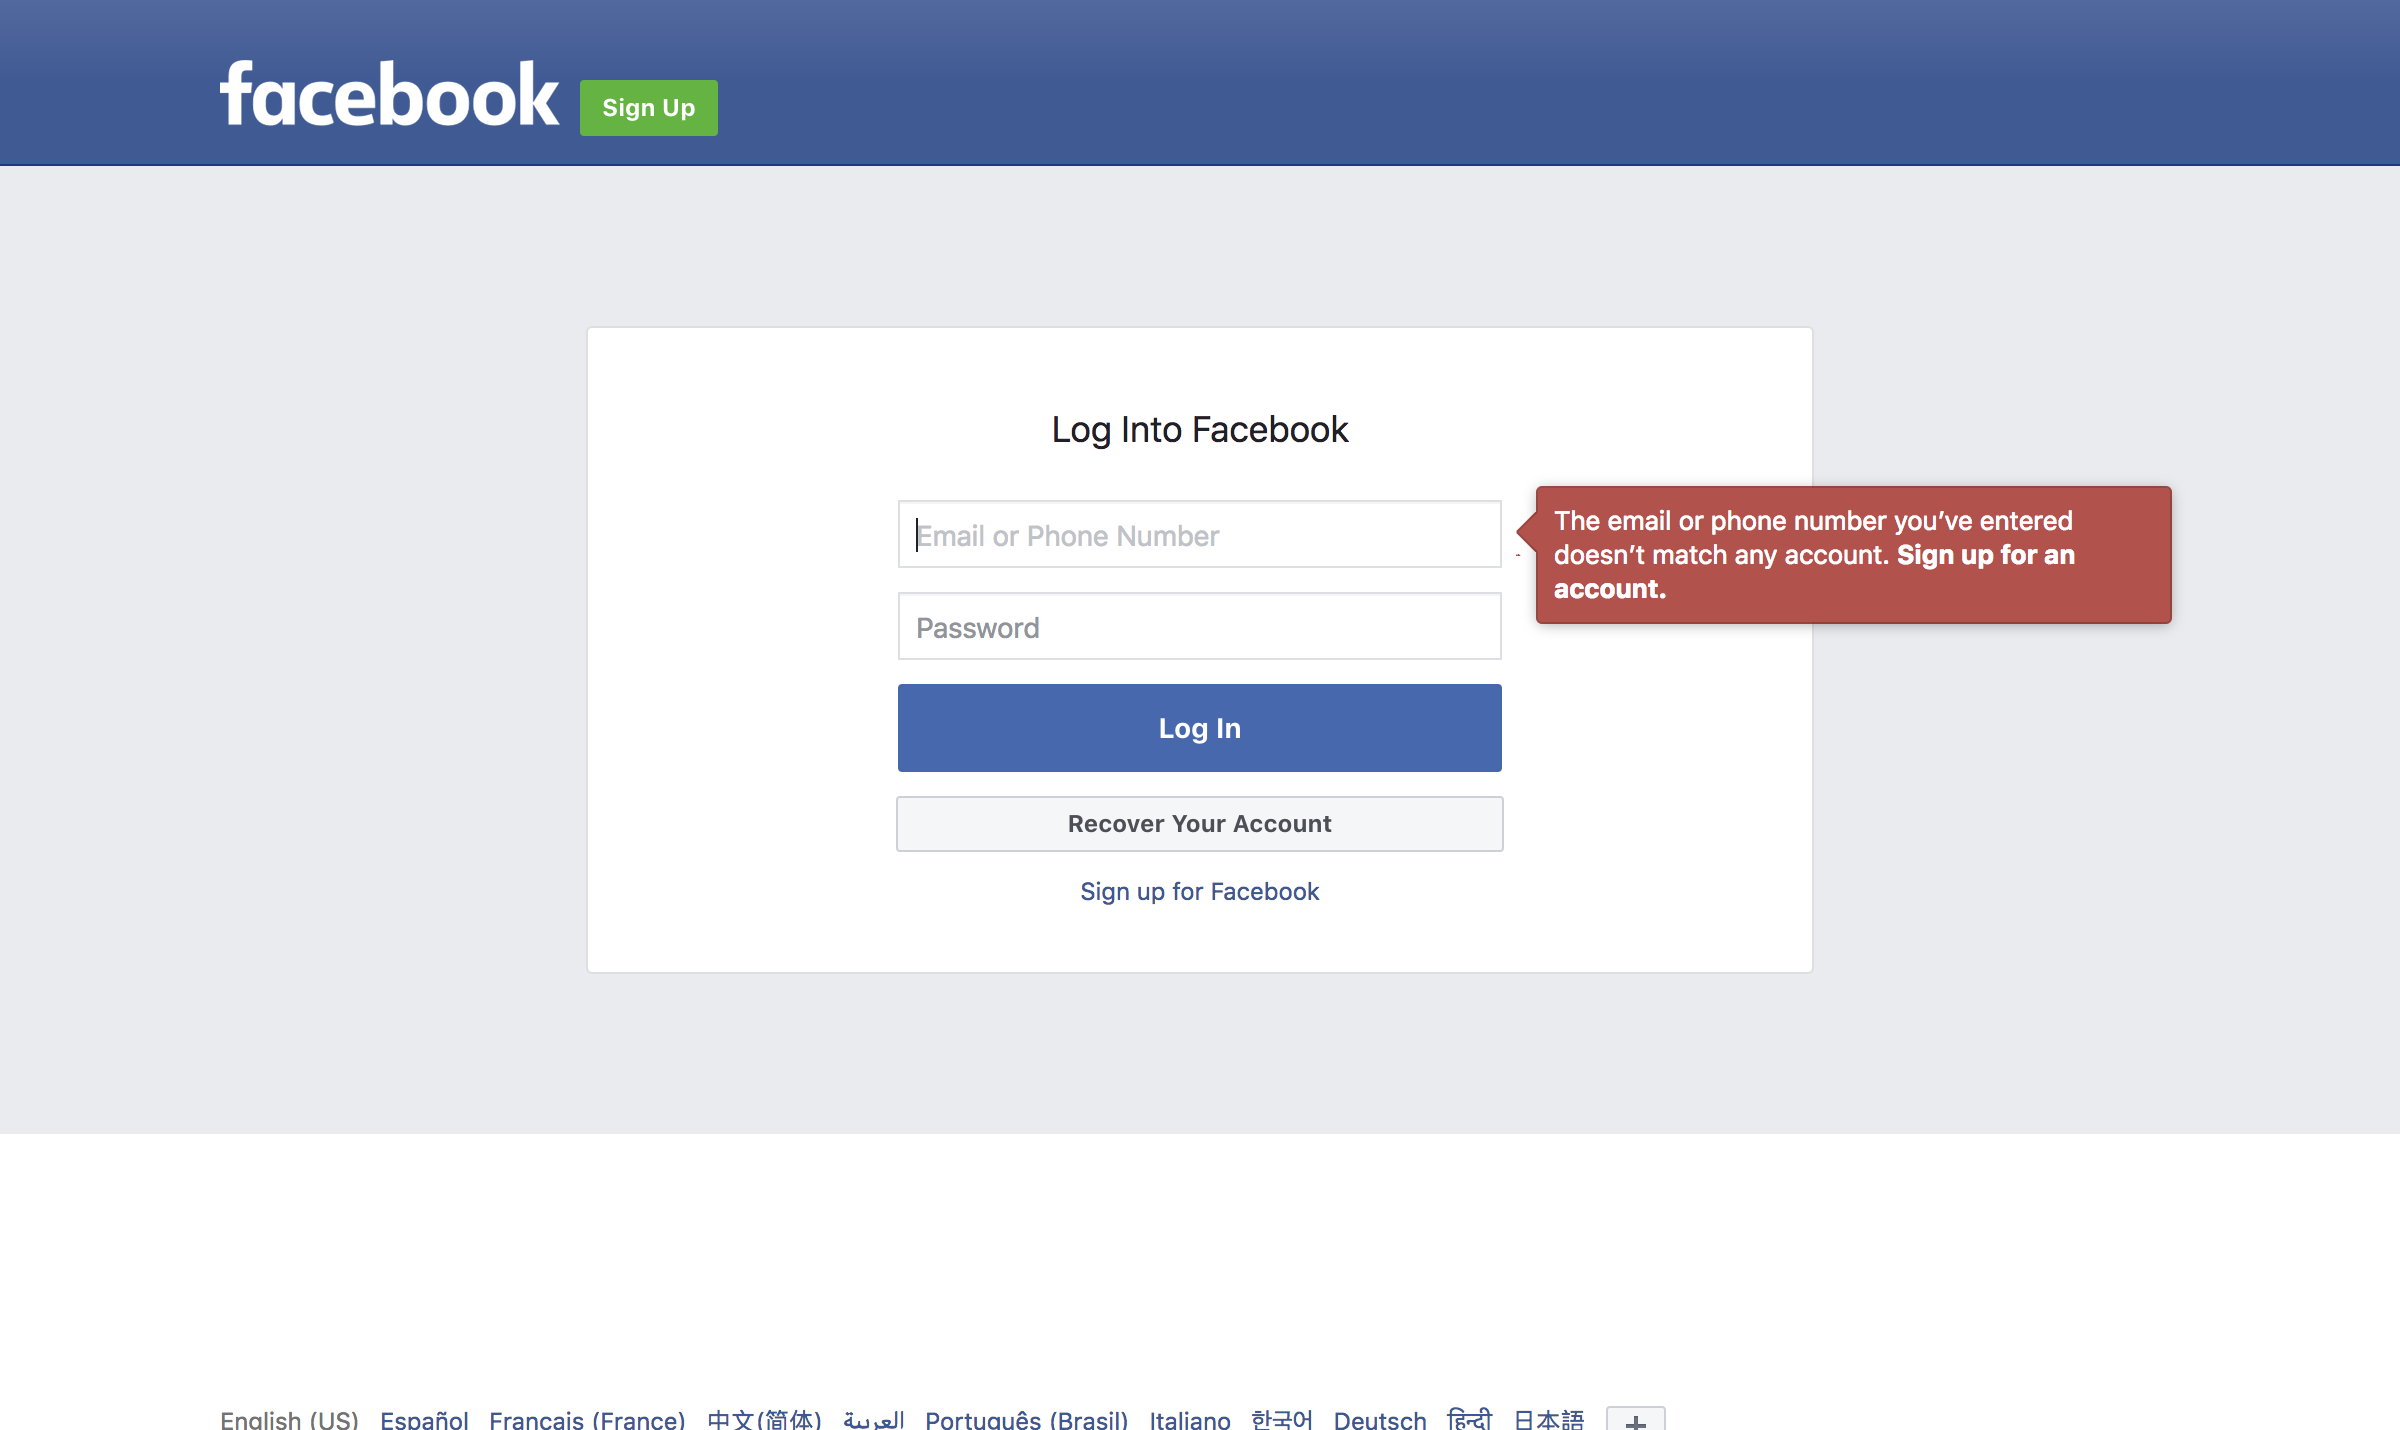 facebook
Sign Up
Log Into Facebook
Email or Phone Number
The email or phone number you’ve entered
doesn’t match any account. Sign up for an
account.
Password
Log In
Recover Your Account
Sign up for Facebook
English (US) Español Français (France) 中文(简体) العربية Português (Brasil) Italiano 한국어 Deutsch हिन्दी 日本語 +